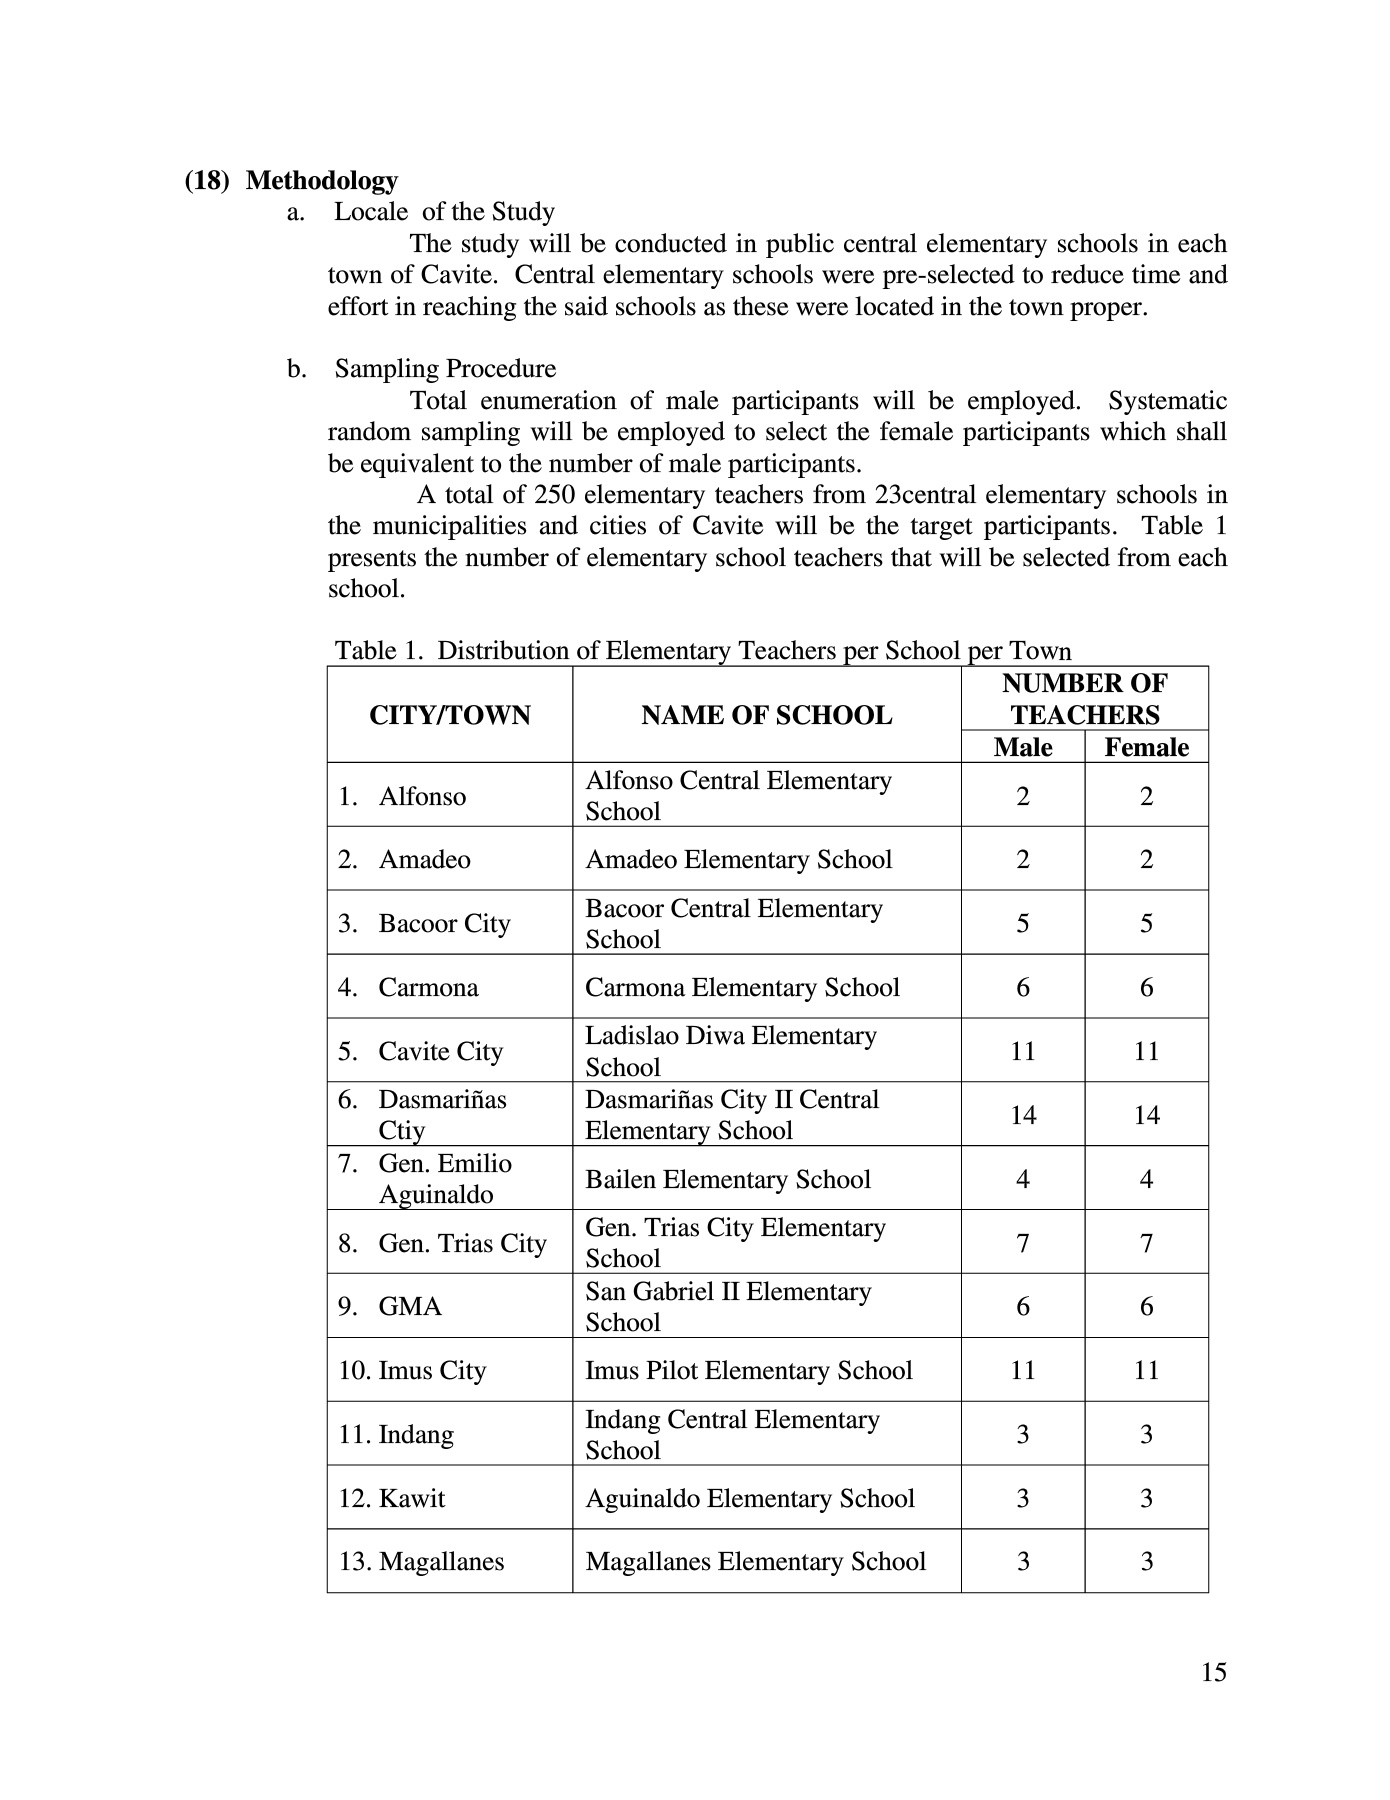 (18) Methodology
a. Locale of the Study
The study will be conducted in public central elementary schools in each
town of Cavite. Central elementary schools were pre-selected to reduce time and
effort in reaching the said schools as these were located in the town proper.
b. Sampling Procedure
Total enumeration of male participants will be employed. Systematic
random sampling will be employed to select the female participants which shall
be equivalent to the number of male participants.
A total of 250 elementary teachers from 23central elementary schools in
the municipalities and cities of Cavite will be the target participants. Table 1
presents the number of elementary school teachers that will be selected from each
school.
Table 1. Distribution of Elementary Teachers per School per Town
CITY/TOWN NAME OF SCHOOL NUMBER OF
TEACHERS
Male Female
1. Alfonso Alfonso Central Elementary
School 2 2
2. Amadeo Amadeo Elementary School 2 2
3. Bacoor City Bacoor Central Elementary
School 5 5
4. Carmona Carmona Elementary School 6 6
5. Cavite City Ladislao Diwa Elementary
School 11 11
6. Dasmariñas
Ctiy Dasmariñas City II Central
Elementary School 14 14
7. Gen. Emilio
Aguinaldo Bailen Elementary School 4 4
8. Gen. Trias City Gen. Trias City Elementary
School 7 7
9. GMA San Gabriel II Elementary
School 6 6
10. Imus City Imus Pilot Elementary School 11 11
11. Indang Indang Central Elementary
School 3 3
12. Kawit Aguinaldo Elementary School 3 3
13. Magallanes Magallanes Elementary School 3 3
15